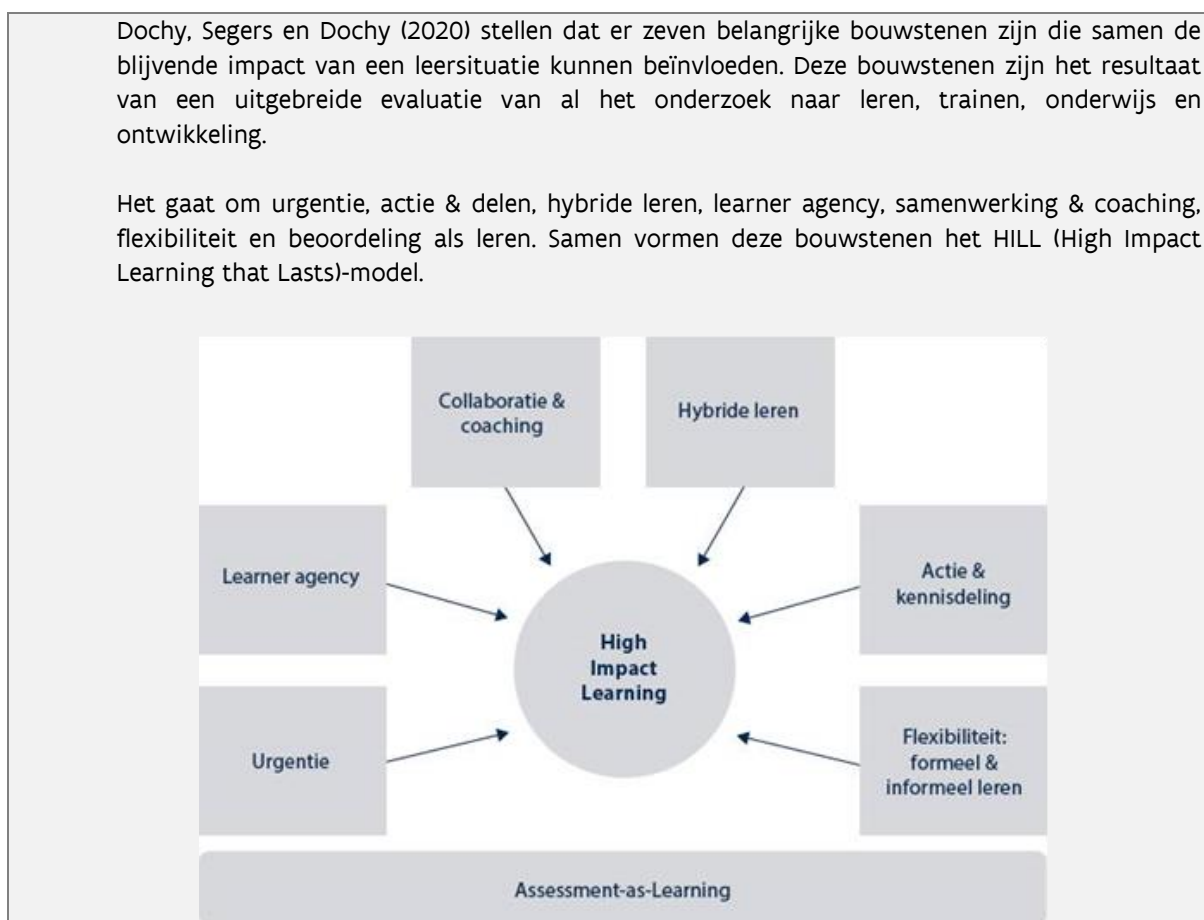 Dochy, Segers en Dochy (2020) stellen dat er zeven belangrijke bouwstenen zijn die samen de
blijvende impact van een leersituatie kunnen beïnvloeden. Deze bouwstenen zijn het resultaat
van een uitgebreide evaluatie van al het onderzoek naar leren, trainen, onderwijs en
ontwikkeling.
Het gaat om urgentie, actie & delen, hybride leren, learner agency, samenwerking & coaching,
flexibiliteit en beoordeling als leren. Samen vormen deze bouwstenen het HILL (High Impact
Learning that Lasts)-model.
Collaboratie &
coaching
Hybride leren
Learner agency
Actie &
kennisdeling
High
Impact
Learning
Urgentie
Flexibiliteit:
formeel &
informeel leren
Assessment-as-Learning